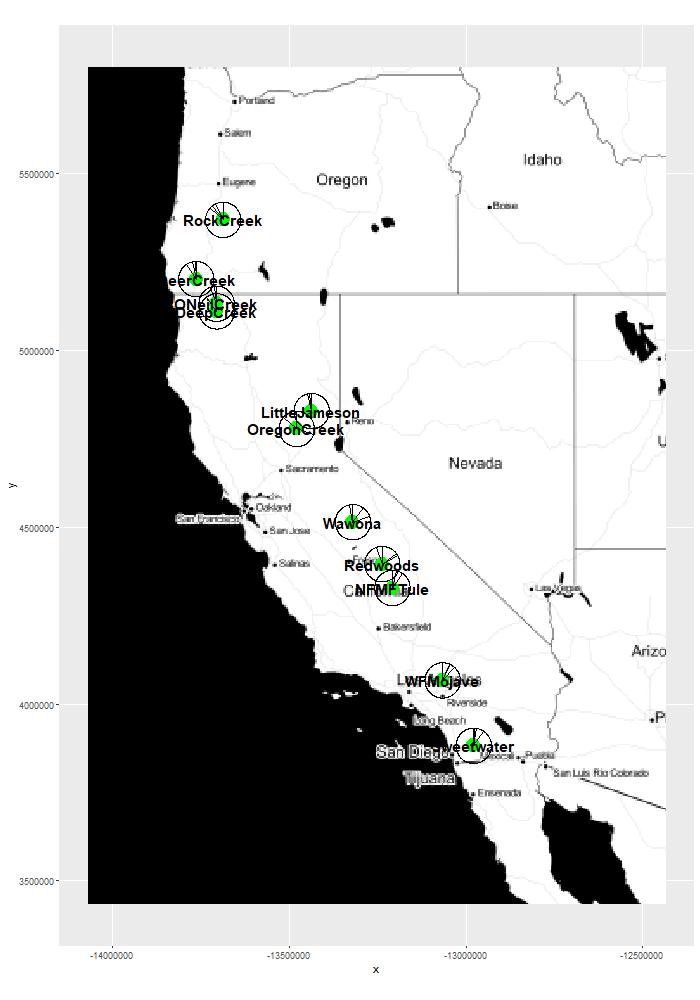 Portland
Salem
Idaho
5500000
Eugene
Oregon
Boise
RockCreek
eerCreek
ONeilCreek
DeepCreek
5000000
LittleJameson
Reno
OregonCreek
Nevada
Sacramento
Oakland
San Francisco
4500000
Wawona
San Jose
Salinas
Redwoods
NFMFTule
Las Vegas
Bakersfield
Arizo
WFMojave
Riverside
4000000
Long Beach
San Diego
weetwater
Mexicali
Puebla
Tijuana
San Luis Rio Colorado
Ensenada
3500000
-14000000
-13500000
-13000000
-12500000
x
y